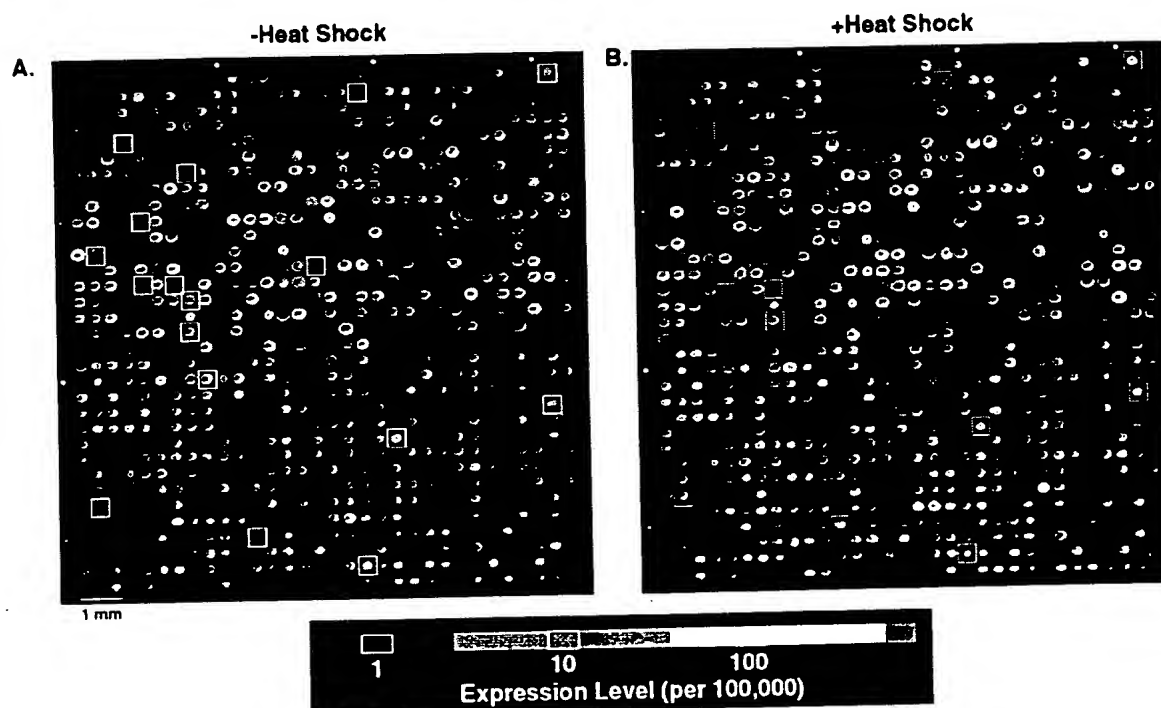 -Heat Shock
+Heat Shock
A.
B.
1 mm
1
10
100
Expression Level (per 100,000)